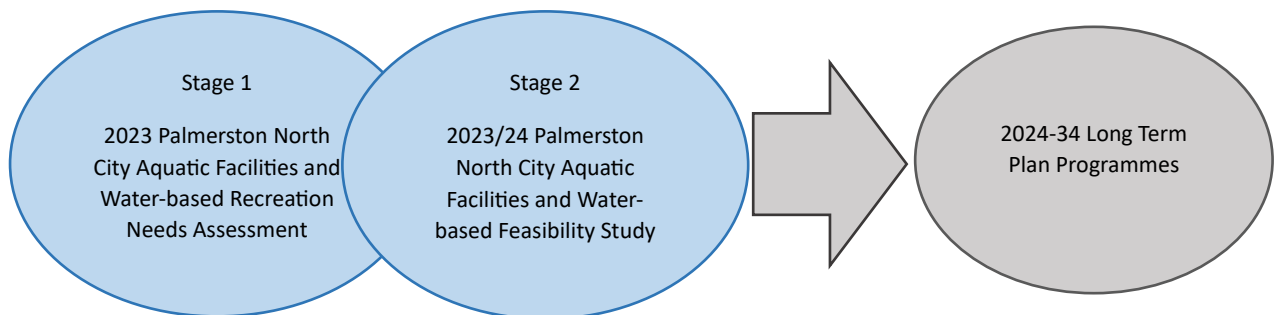 Stage 1
2023 Palmerston North
City Aquatic Facilities and
Water-based Recreation
Needs Assessment
Stage 2
2023/24 Palmerston
North City Aquatic
Facilities and Water-
based Feasibility Study
2024-34 Long Term
Plan Programmes